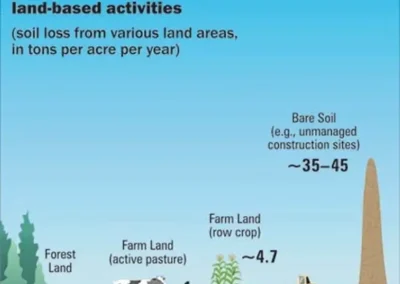 land-based activities
(soil loss from various land areas,
in tons per acre per year)
Bare Soil
(e.g., unmanaged
construction sites)
~35–45
Farm Land
(row crop)
~4.7
Farm Land
(active pasture)
Forest
Land